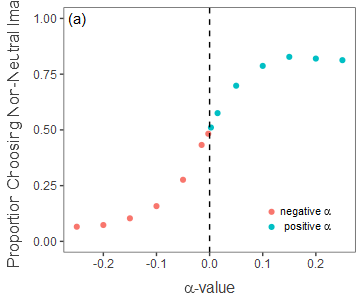 (a)
Proportion Choosing Non-Neutral Ima
1.00
0.75
0.50
0.25
0.00
negative α
positive α
-0.2
-0.1
0.0
0.1
0.2
α-value